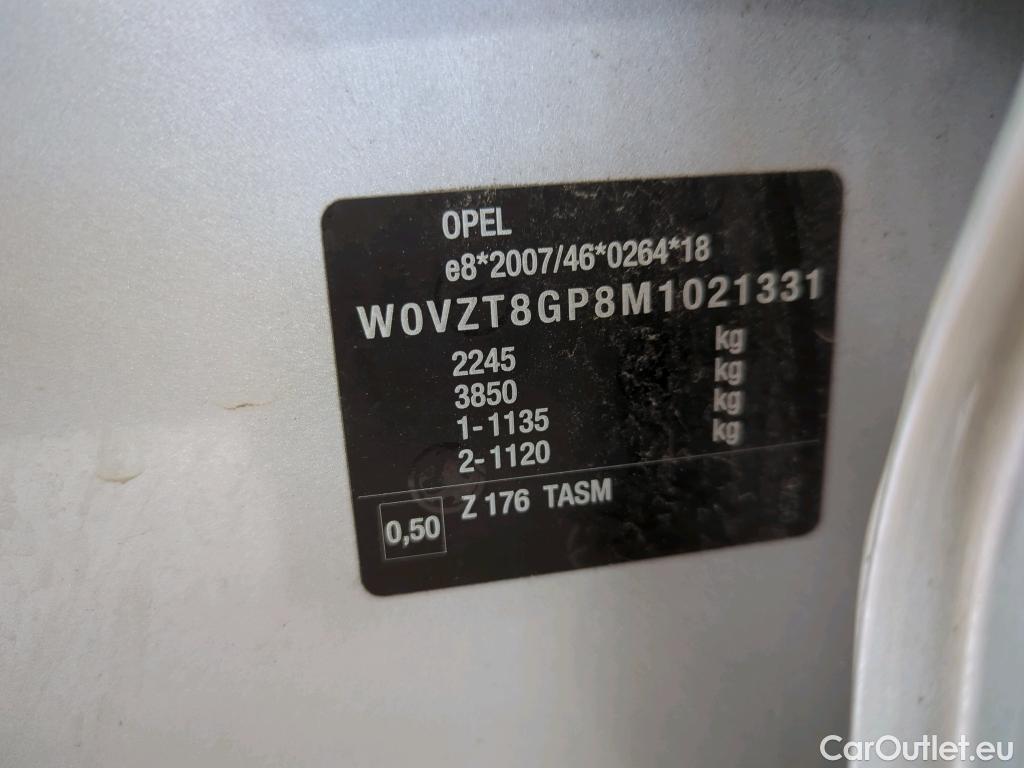 OPEL
e8*2007/46*0264*18
W0VZT8GP8M1021331
2245 kg
3850 kg
1-1135 kg
2-1120 kg
0,50 Z 176 TASM
CarOutlet.eu